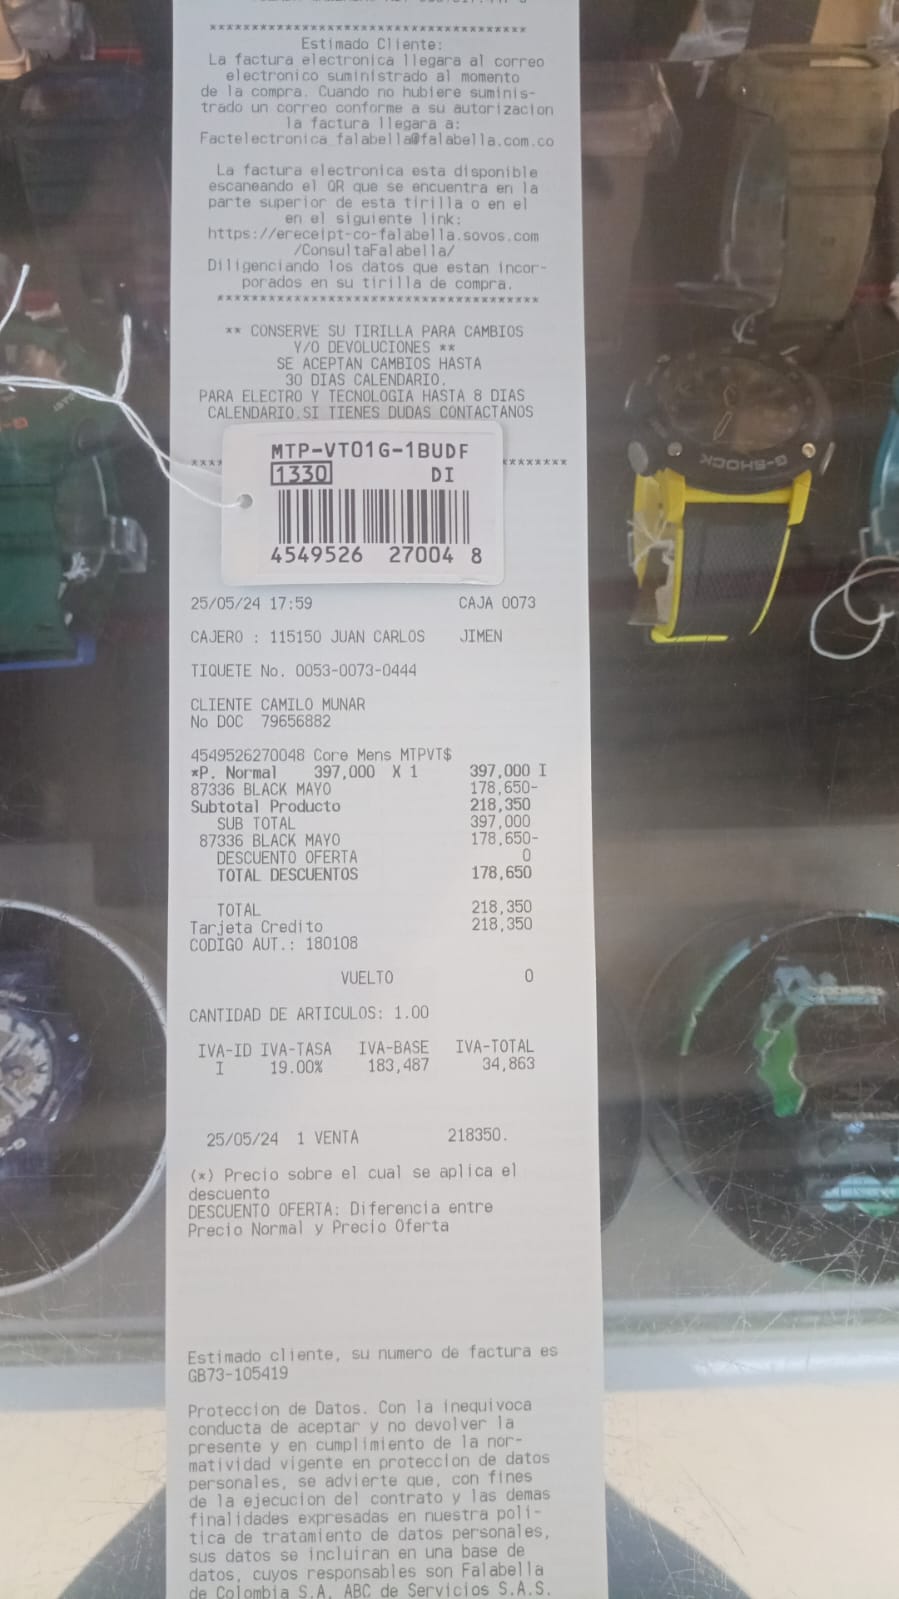 ************************************
Estimado Cliente:
La factura electronica llegara al correo
electronico suministrado al momento
de la compra. Cuando no hubiere suminis-
trado un correo conforme a su autorizacion
la factura llegara a:
Factelectronica_falabella@falabella.com.co
La factura electronica esta disponible
escaneando el QR que se encuentra en la
parte superior de esta tirilla o en el
en el siguiente link:
https://ereceipt-co-falabella.sovos.com
/ConsultaFalabella/
Diligenciando los datos que estan incor-
porados en su tirilla de compra.
************************************
** CONSERVE SU TIRILLA PARA CAMBIOS
Y/O DEVOLUCIONES **
SE ACEPTAN CAMBIOS HASTA
30 DIAS CALENDARIO.
PARA ELECTRO Y TECNOLOGIA HASTA 8 DIAS
CALENDARIO.SI TIENES DUDAS CONTACTANOS
MTP-VT01G-1BUDF
1330 DI
4549526 27004 8
G-SHOCK
25/05/24 17:59 CAJA 0073
CAJERO : 115150 JUAN CARLOS JIMEN
TIQUETE No. 0053-0073-0444
CLIENTE CAMILO MUNAR
No DOC 79656882
4549526270048 Core Mens MTPVT$
*P. Normal 397,000 X 1 397,000 I
87336 BLACK MAYO 178,650-
Subtotal Producto 218,350
SUB TOTAL 397,000
87336 BLACK MAYO 178,650-
DESCUENTO OFERTA 0
TOTAL DESCUENTOS 178,650
TOTAL 218,350
Tarjeta Credito 218,350
CODIGO AUT.: 180108
VUELTO 0
CANTIDAD DE ARTICULOS: 1.00
IVA-ID IVA-TASA IVA-BASE IVA-TOTAL
I 19.00% 183,487 34,863
25/05/24 1 VENTA 218350.
(*) Precio sobre el cual se aplica el
descuento
DESCUENTO OFERTA: Diferencia entre
Precio Normal y Precio Oferta
Estimado cliente, su numero de factura es
GB73-105419
Proteccion de Datos. Con la inequivoca
conducta de aceptar y no devolver la
presente y en cumplimiento de la nor-
matividad vigente en proteccion de datos
personales, se advierte que, con fines
de la ejecucion del contrato y las demas
finalidades expresadas en nuestra poli-
tica de tratamiento de datos personales,
sus datos se incluiran en una base de
datos, cuyos responsables son Falabella
de Colombia S.A, ABC de Servicios S.A.S.